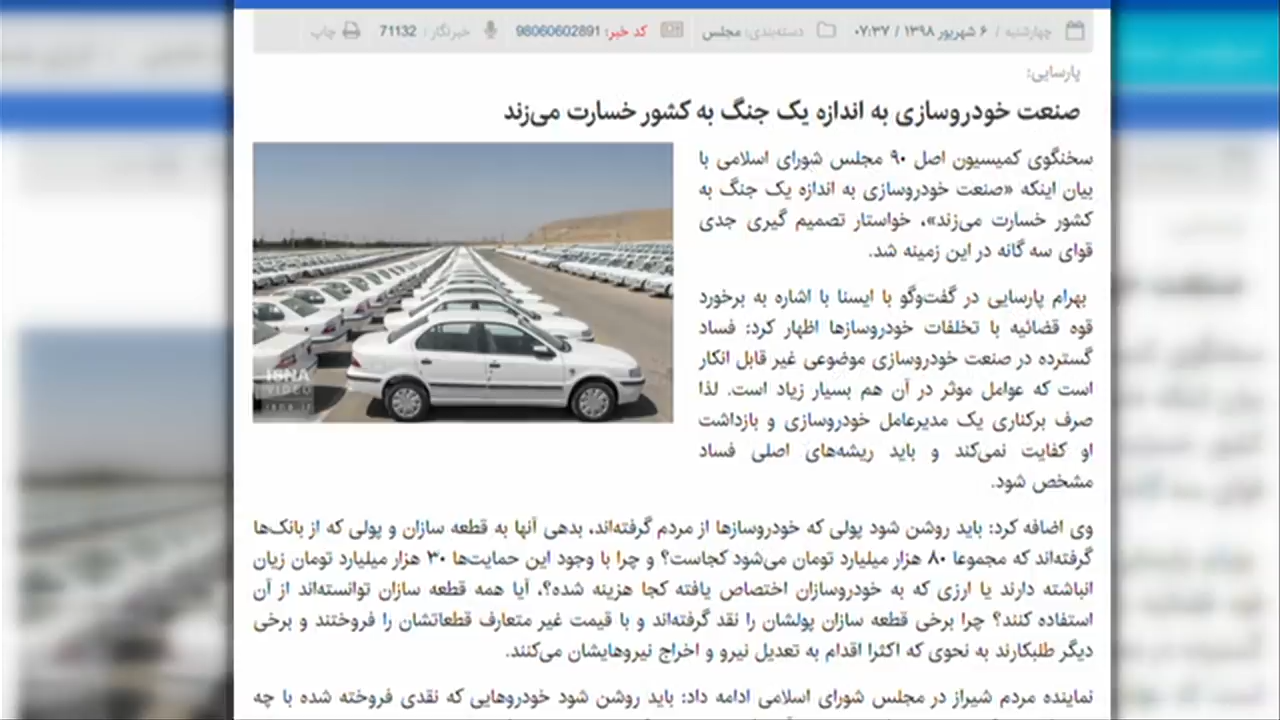 چهارشنبه / ۶ شهریور ۱۳۹۸ / ۰۷:۳۷ دسته‌بندی: مجلس کد خبر: 98060602891 خبرنگار : 71132 چاپ
پارسایی:
صنعت خودروسازی به اندازه یک جنگ به کشور خسارت می‌زند
سخنگوی کمیسیون اصل ۹۰ مجلس شورای اسلامی با
بیان اینکه «صنعت خودروسازی به اندازه یک جنگ به
کشور خسارت می‌زند»، خواستار تصمیم گیری جدی
قوای سه گانه در این زمینه شد.
بهرام پارسایی در گفت‌وگو با ایسنا با اشاره به برخورد
قوه قضائیه با تخلفات خودروسازها اظهار کرد: فساد
گسترده در صنعت خودروسازی موضوعی غیر قابل انکار
است که عوامل موثر در آن هم بسیار زیاد است. لذا
صرف برکناری یک مدیرعامل خودروسازی و بازداشت
او کفایت نمی‌کند و باید ریشه‌های اصلی فساد
مشخص شود.
ISNA
VIDEO
وی اضافه کرد: باید روشن شود پولی که خودروسازها از مردم گرفته‌اند، بدهی آنها به قطعه سازان و پولی که از بانک‌ها
گرفته‌اند که مجموعا ۸۰ هزار میلیارد تومان می‌شود کجاست؟ و چرا با وجود این حمایت‌ها ۳۰ هزار میلیارد تومان زیان
انباشته دارند یا ارزی که به خودروسازان اختصاص یافته کجا هزینه شده؟، آیا همه قطعه سازان توانسته‌اند از آن
استفاده کنند؟ چرا برخی قطعه سازان پولشان را نقد گرفته‌اند و با قیمت غیر متعارف قطعاتشان را فروختند و برخی
دیگر طلبکارند به نحوی که اکثرا اقدام به تعدیل نیرو و اخراج نیروهایشان می‌کنند.
نماینده مردم شیراز در مجلس شورای اسلامی ادامه داد: باید روشن شود خودروهایی که نقدی فروخته شده با چه